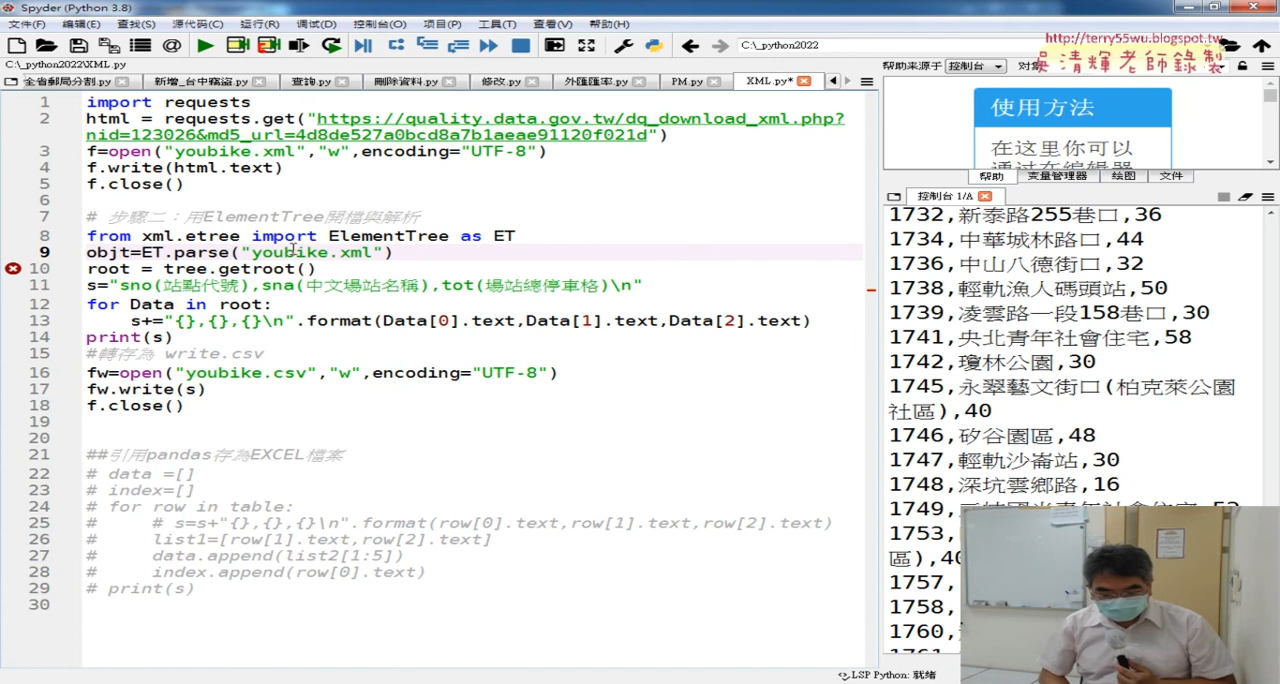 Spyder (Python 3.8)
文件(F) 编辑(E) 查找(S) 源代码(C) 运行(R) 调试(D) 控制台(O) 项目(P) 工具(T) 查看(V) 帮助(H)
C:\_python2022
http://terry55wu.blogspot.tw
吳清輝老師錄製
C:\_python2022\XML.py
全省郵局分割.py 新增_台中竊盜.py 查詢.py 刪除資料.py 修改.py 外匯匯率.py PM.py XML.py*
1 import requests
2 html = requests.get("https://quality.data.gov.tw/dq_download_xml.php?
nid=123026&md5_url=4d8de527a0bcd8a7b1aeae91120f021d")
3 f=open("youbike.xml","w",encoding="UTF-8")
4 f.write(html.text)
5 f.close()
6
7 # 步驟二：用ElementTree開檔與解析
8 from xml.etree import ElementTree as ET
9 objt=ET.parse("youbike.xml")
10 root = tree.getroot()
11 s="sno(站點代號),sna(中文場站名稱),tot(場站總停車格)\n"
12 for Data in root:
13 s+="{},{},{}\n".format(Data[0].text,Data[1].text,Data[2].text)
14 print(s)
15 #轉存為 write.csv
16 fw=open("youbike.csv","w",encoding="UTF-8")
17 fw.write(s)
18 f.close()
19
20
21 ##引用pandas存為EXCEL檔案
22 # data =[]
23 # index=[]
24 # for row in table:
25 # # s=s+"{},{},{}\n".format(row[0].text,row[1].text,row[2].text)
26 # list1=[row[1].text,row[2].text]
27 # data.append(list2[1:5])
28 # index.append(row[0].text)
29 # print(s)
30
帮助来源于 控制台 对象
使用方法
在这里你可以
通过在编辑器
帮助 变量管理器 绘图 文件
控制台 1/A
1732,新泰路255巷口,36
1734,中華城林路口,44
1736,中山八德街口,32
1738,輕軌漁人碼頭站,50
1739,凌雲路一段158巷口,30
1741,央北青年社會住宅,58
1742,瓊林公園,30
1745,永翠藝文街口(柏克萊公園
社區),40
1746,矽谷園區,48
1747,輕軌沙崙站,30
1748,深坑雲鄉路,16
1749,
1753,
區),40
1757,
1758,
1760,
LSP Python: 就绪